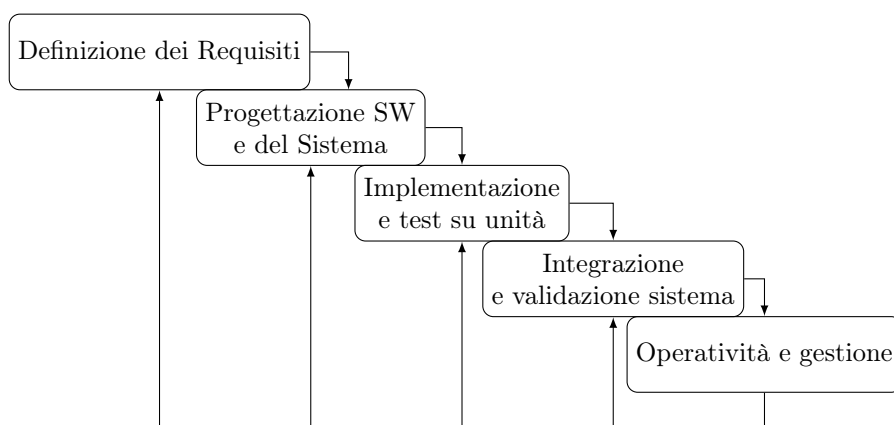 Definizione dei Requisiti
Progettazione SW
e del Sistema
Implementazione
e test su unità
Integrazione
e validazione sistema
Operatività e gestione